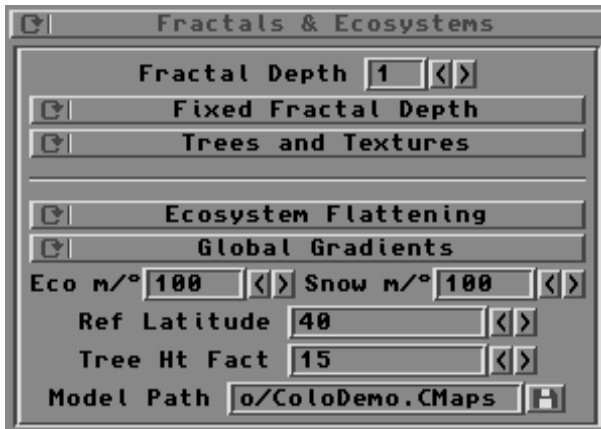 Fractals & Ecosystems
Fractal Depth 1 < >
Fixed Fractal Depth
Trees and Textures
Ecosystem Flattening
Global Gradients
Eco m/° 100 < > Snow m/° 100 < >
Ref Latitude 40 < >
Tree Ht Fact 15 < >
Model Path o/ColoDemo.CMaps